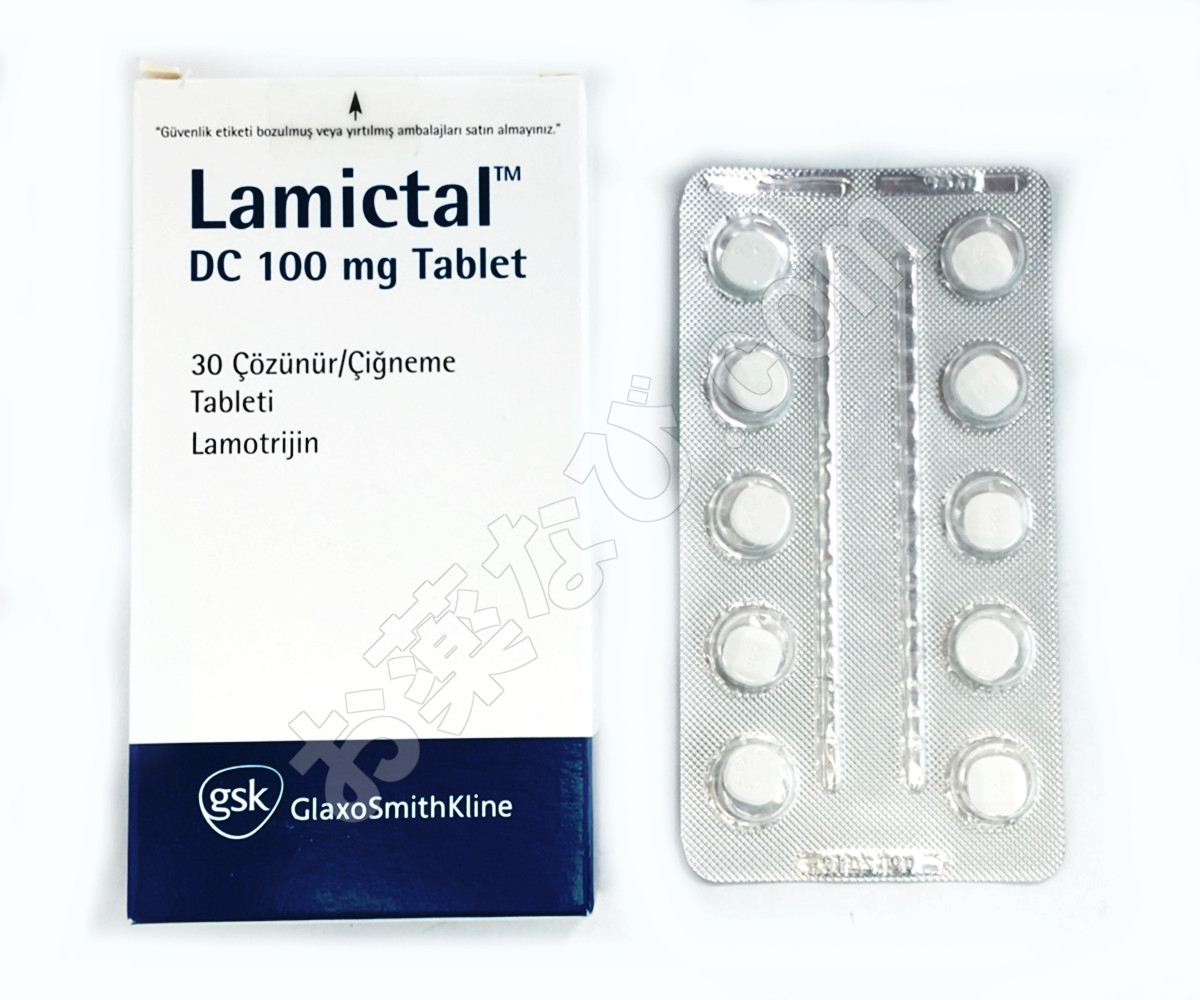 "Güvenlik etiketi bozulmuş veya yırtılmış ambalajları satın almayınız."
Lamictal™
DC 100 mg Tablet
30 Çözünür/Çiğneme
Tableti
Lamotrijin
gsk GlaxoSmithKline
お薬なび.com